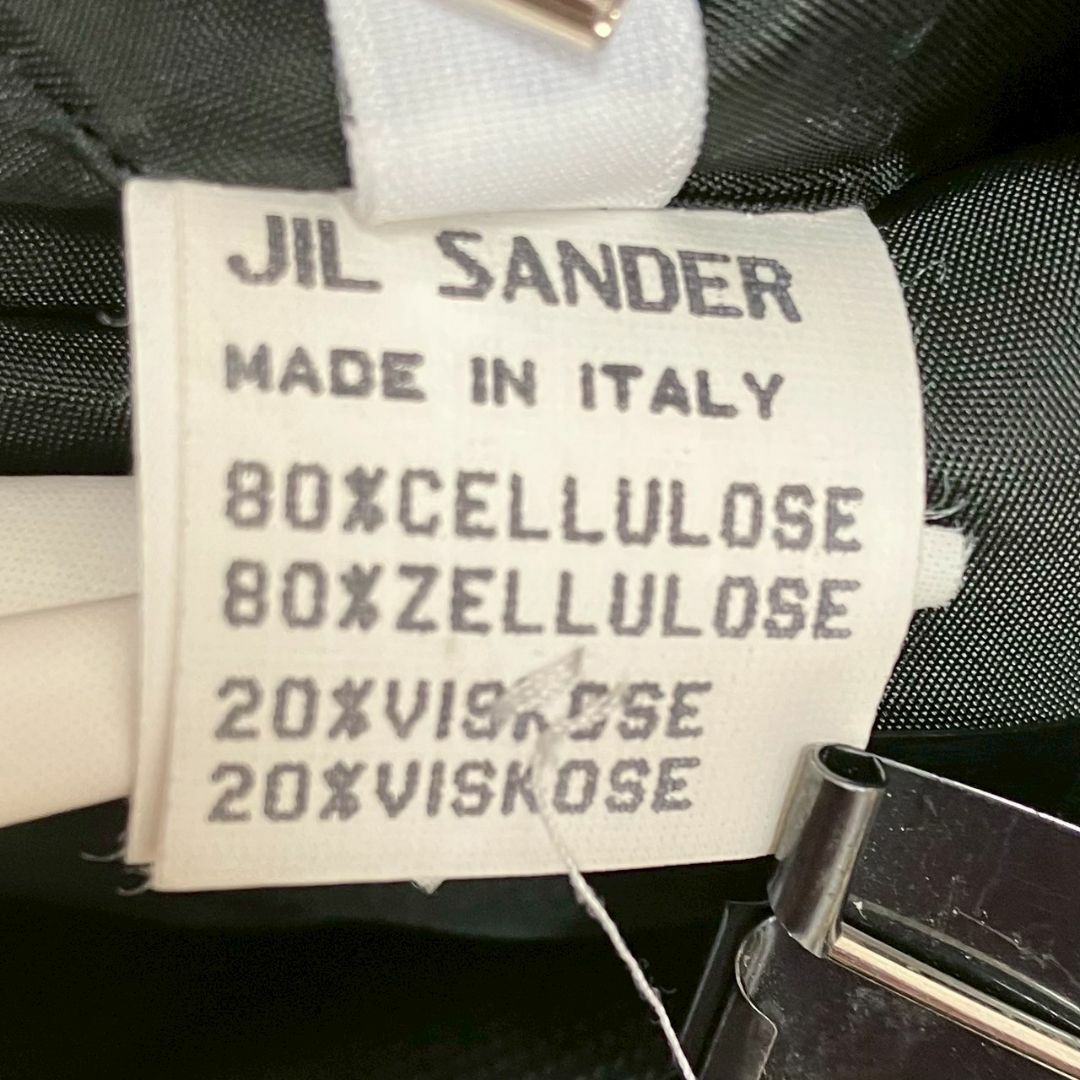 JIL SANDER
MADE IN ITALY
80%CELLULOSE
80%ZELLULOSE
20%VISKOSE
20%VISKOSE